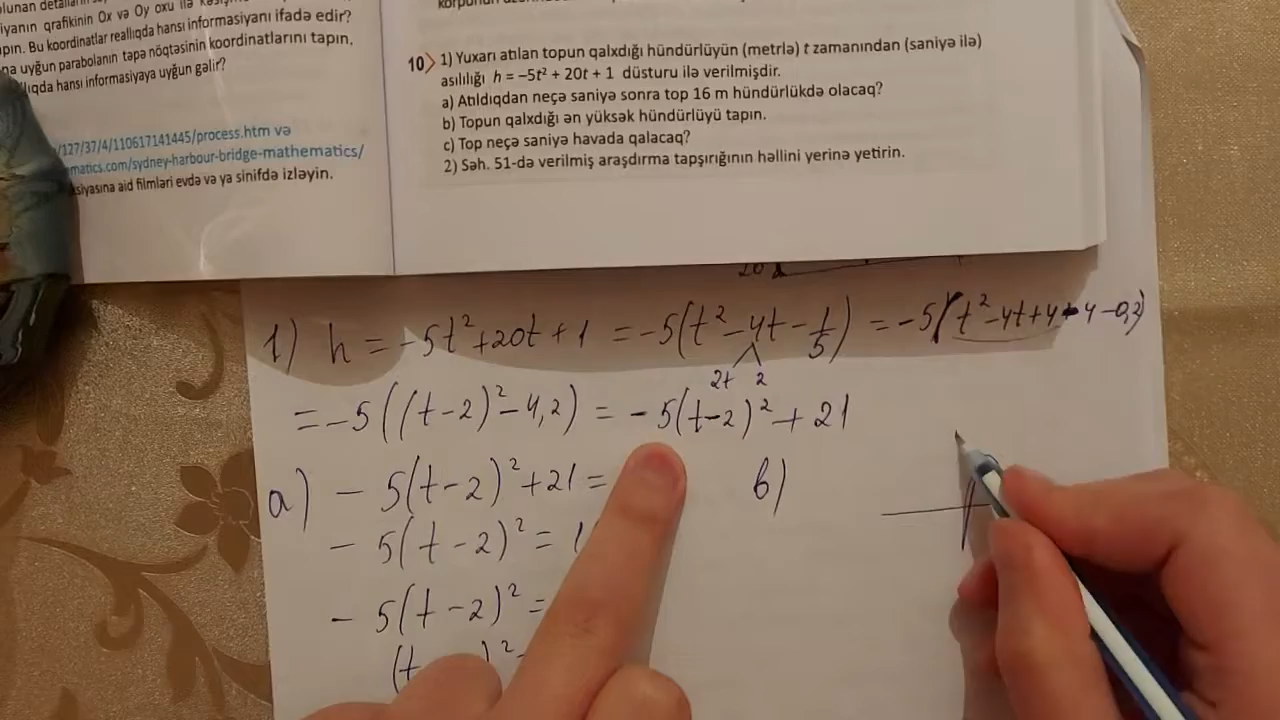 iyanın qrafikinin Ox və Oy oxu ilə
Bu koordinatlar reallıqda hansı informasiyanı ifadə edir?
uyğun parabolanın təpə nöqtəsinin koordinatlarını tapın.
hansı informasiyaya uyğun gəlir?
/127/37/4/110617141445/process.htm və
matics.com/sydney-harbour-bridge-mathematics/
siyasına aid filmləri evdə və ya sinifdə izləyin.
10 1) Yuxarı atılan topun qalxdığı hündürlüyün (metrlə) t zamanından (saniyə ilə)
asılılığı h = –5t² + 20t + 1 düsturu ilə verilmişdir.
a) Atıldıqdan neçə saniyə sonra top 16 m hündürlükdə olacaq?
b) Topun qalxdığı ən yüksək hündürlüyü tapın.
c) Top neçə saniyə havada qalacaq?
2) Səh. 51-də verilmiş araşdırma tapşırığının həllini yerinə yetirin.
1) h = -5t²+20t+1 = -5(t²-4t-1/5) = -5(t²-4t+4-4-0,2)
2t 2
= -5((t-2)²-4,2) = -5(t-2)²+21
a) -5(t-2)²+21= b)
-5(t-2)²=
-5(t-2)²=